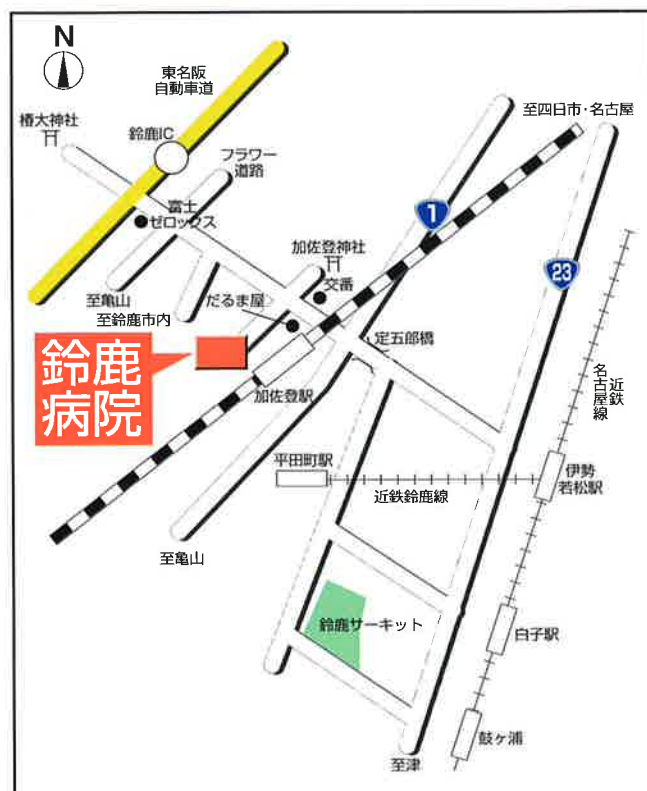 N
東名阪
自動車道
至四日市・名古屋
椿大神社
鈴鹿IC
フラワー
道路
富士
ゼロックス
1
加佐登神社
交番
23
至亀山
至鈴鹿市内
だるま屋
定五郎橋
鈴鹿
病院
加佐登駅
近鉄
名古屋線
平田町駅
近鉄鈴鹿線
伊勢
若松駅
至亀山
鈴鹿サーキット
白子駅
鼓ヶ浦
至津